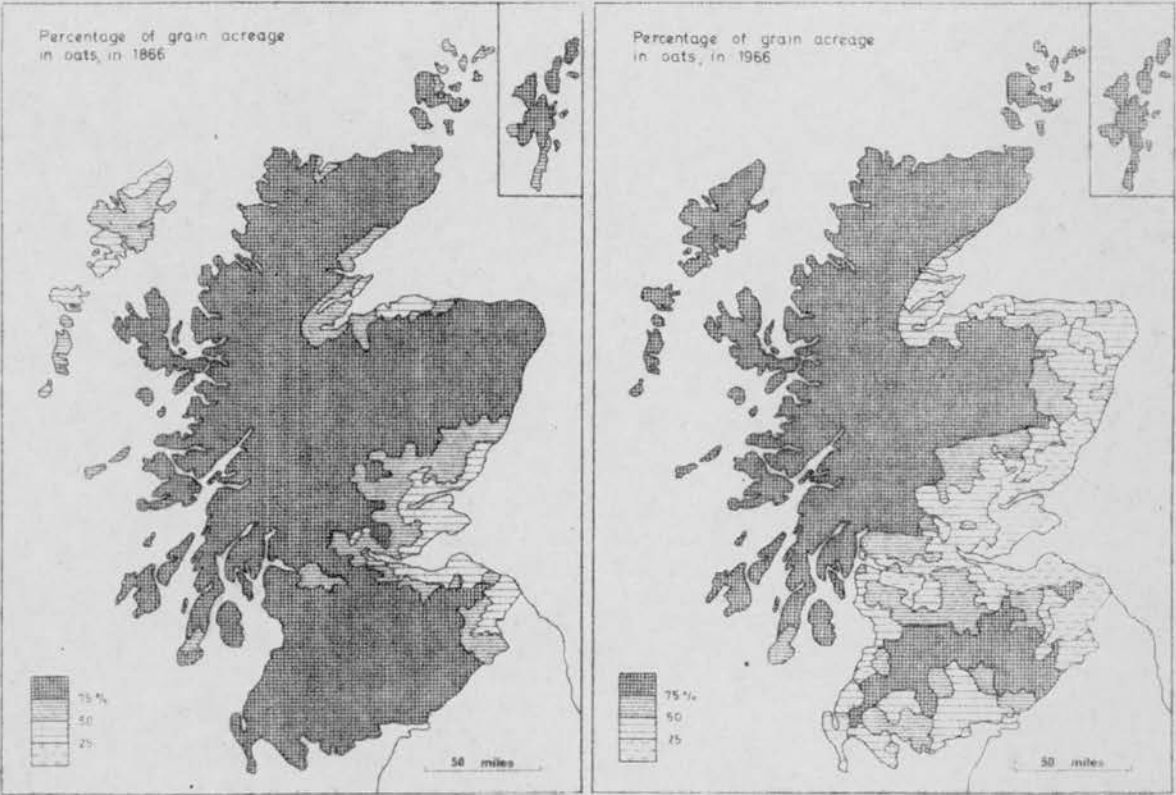 Percentage of grain acreage
in oats, in 1866
75 %
50
25
50 miles
Percentage of grain acreage
in oats, in 1966
75 %
50
25
50 miles